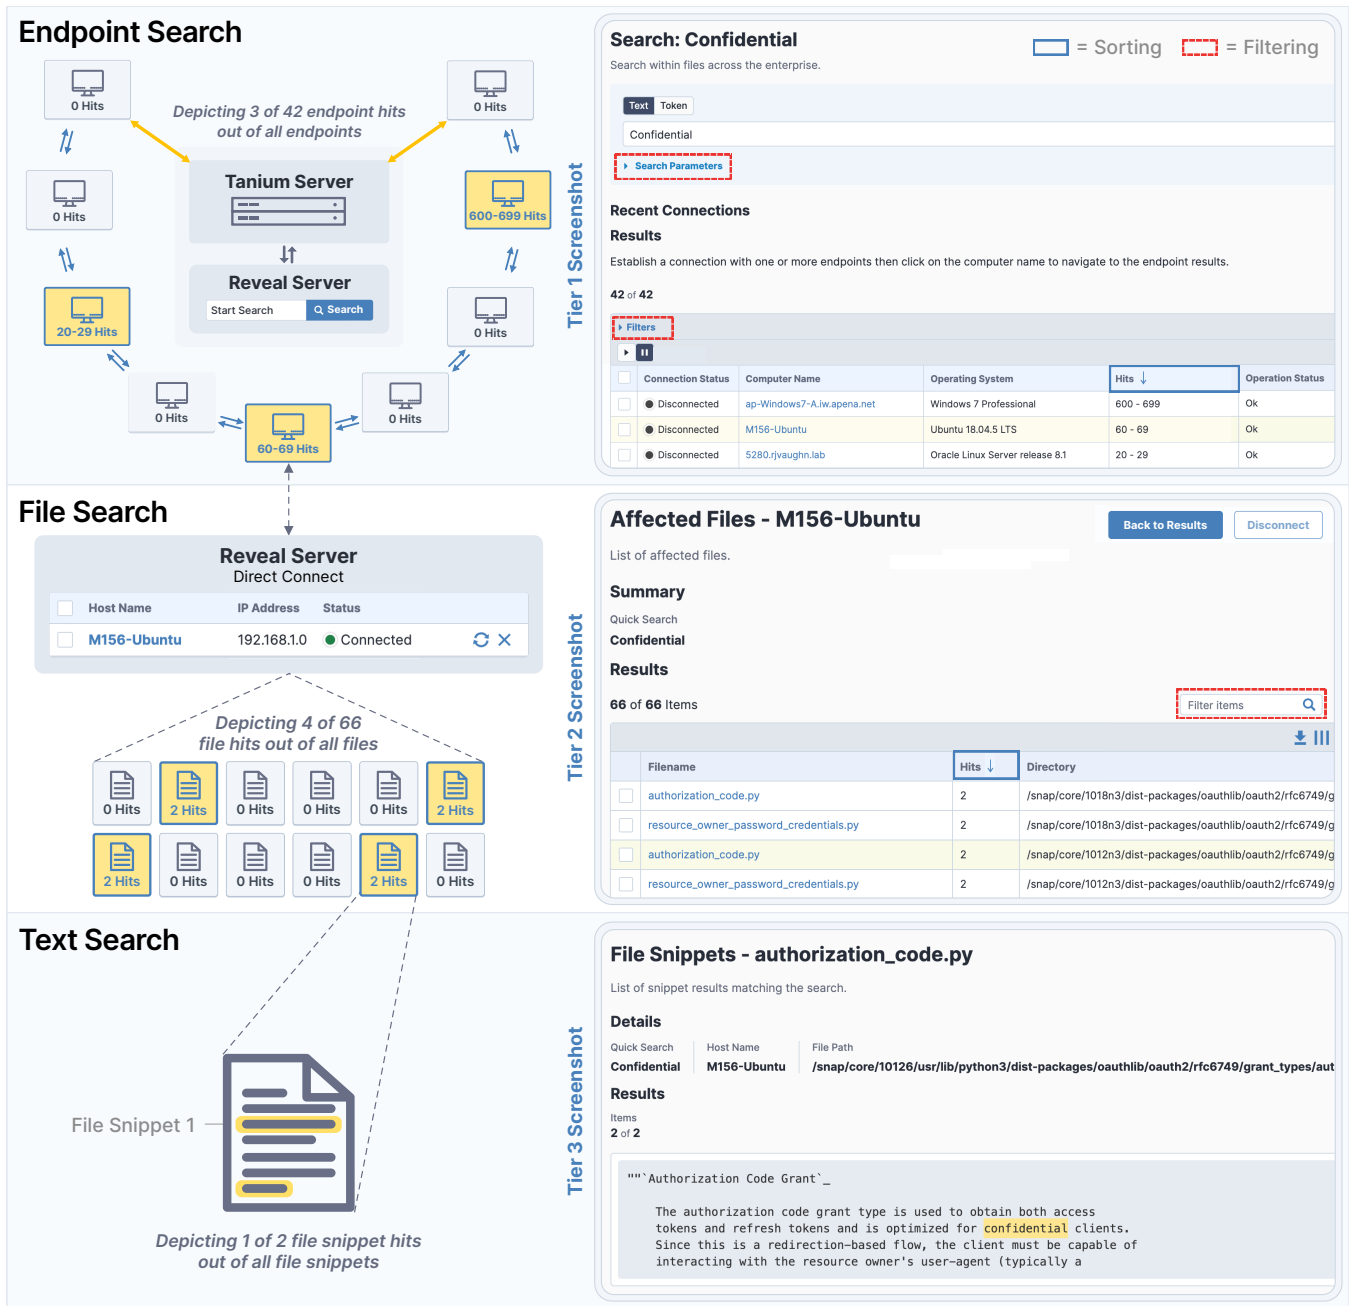 Endpoint Search
0 Hits
0 Hits
Depicting 3 of 42 endpoint hits
out of all endpoints
Tanium Server
0 Hits
600-699 Hits
Reveal Server
Start Search
Search
20-29 Hits
0 Hits
0 Hits
0 Hits
60-69 Hits
Tier 1 Screenshot
Search: Confidential
= Sorting
= Filtering
Search within files across the enterprise.
Text
Token
Confidential
Search Parameters
Recent Connections
Results
Establish a connection with one or more endpoints then click on the computer name to navigate to the endpoint results.
42 of 42
Filters
Connection Status Computer Name Operating System Hits ↓ Operation Status
Disconnected ap-Windows7-A.iw.apena.net Windows 7 Professional 600 - 699 Ok
Disconnected M156-Ubuntu Ubuntu 18.04.5 LTS 60 - 69 Ok
Disconnected 5280.rjvaughn.lab Oracle Linux Server release 8.1 20 - 29 Ok
File Search
Reveal Server
Direct Connect
Host Name IP Address Status
M156-Ubuntu 192.168.1.0 Connected
Depicting 4 of 66
file hits out of all files
0 Hits 2 Hits 0 Hits 0 Hits 0 Hits 2 Hits
2 Hits 0 Hits 0 Hits 0 Hits 2 Hits 0 Hits
Tier 2 Screenshot
Affected Files - M156-Ubuntu
Back to Results
Disconnect
List of affected files.
Summary
Quick Search
Confidential
Results
66 of 66 Items
Filter items
Filename Hits ↓ Directory
authorization_code.py 2 /snap/core/1018n3/dist-packages/oauthlib/oauth2/rfc6749/g
resource_owner_password_credentials.py 2 /snap/core/1018n3/dist-packages/oauthlib/oauth2/rfc6749/g
authorization_code.py 2 /snap/core/1012n3/dist-packages/oauthlib/oauth2/rfc6749/g
resource_owner_password_credentials.py 2 /snap/core/1012n3/dist-packages/oauthlib/oauth2/rfc6749/g
Text Search
File Snippet 1
Depicting 1 of 2 file snippet hits
out of all file snippets
Tier 3 Screenshot
File Snippets - authorization_code.py
List of snippet results matching the search.
Details
Quick Search Host Name File Path
Confidential M156-Ubuntu /snap/core/10126/usr/lib/python3/dist-packages/oauthlib/oauth2/rfc6749/grant_types/aut
Results
Items
2 of 2
""`Authorization Code Grant`_
The authorization code grant type is used to obtain both access
tokens and refresh tokens and is optimized for confidential clients.
Since this is a redirection-based flow, the client must be capable of
interacting with the resource owner's user-agent (typically a